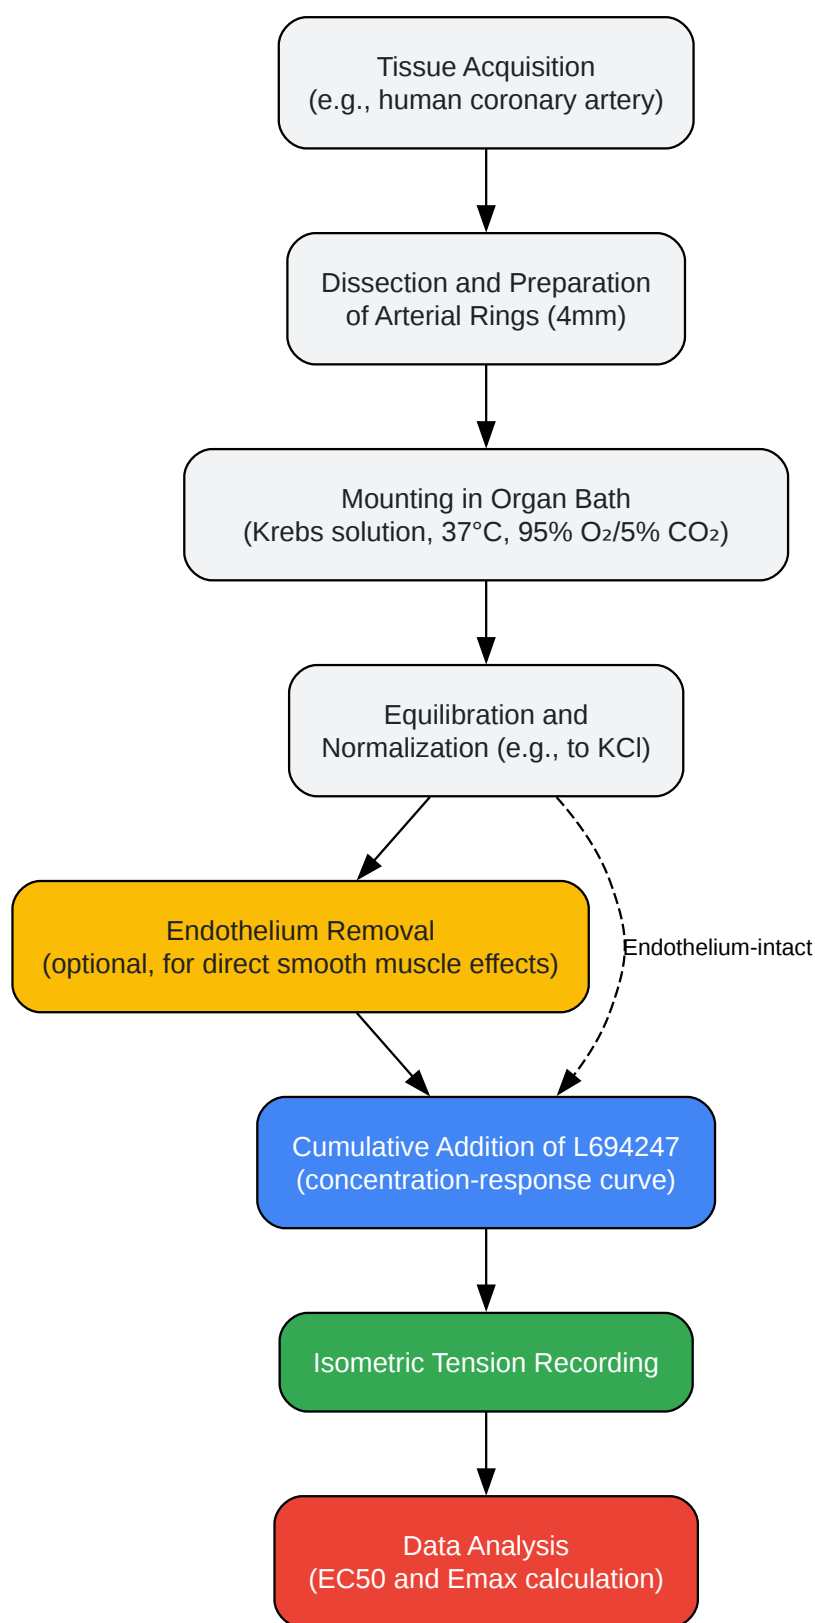 Tissue Acquisition
(e.g., human coronary artery)
Dissection and Preparation
of Arterial Rings (4mm)
Mounting in Organ Bath
(Krebs solution, 37°C, 95% O₂/5% CO₂)
Equilibration and
Normalization (e.g., to KCl)
Endothelium Removal
(optional, for direct smooth muscle effects)
Endothelium-intact
Cumulative Addition of L694247
(concentration-response curve)
Isometric Tension Recording
Data Analysis
(EC50 and Emax calculation)